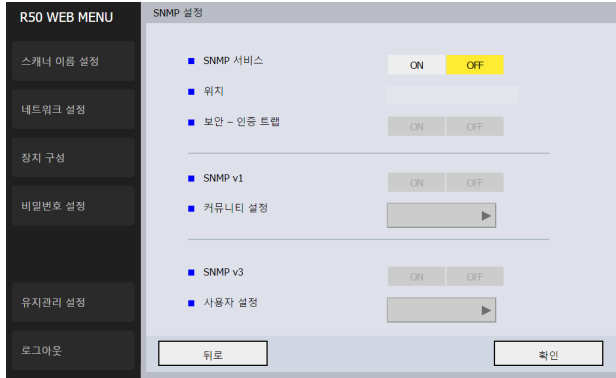 R50 WEB MENU
스캐너 이름 설정
네트워크 설정
장치 구성
비밀번호 설정
유지관리 설정
로그아웃
SNMP 설정
SNMP 서비스 ON OFF
위치
보안 – 인증 트랩 ON OFF
SNMP v1 ON OFF
커뮤니티 설정
SNMP v3 ON OFF
사용자 설정
뒤로 확인